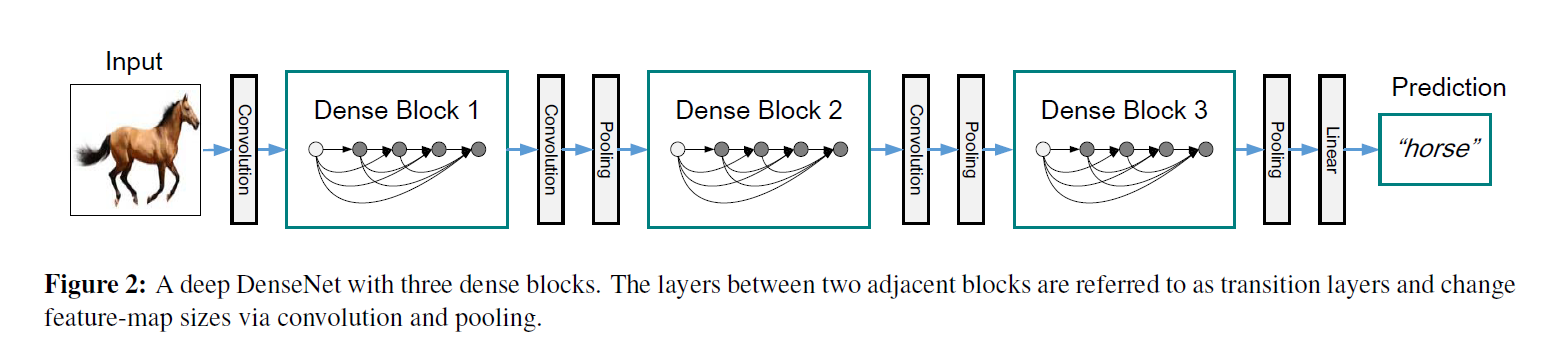 Input
Prediction
Convolution
Dense Block 1
Convolution
Pooling
Dense Block 2
Convolution
Pooling
Dense Block 3
Pooling
Linear
“horse”
Figure 2: A deep DenseNet with three dense blocks. The layers between two adjacent blocks are referred to as transition layers and change
feature-map sizes via convolution and pooling.